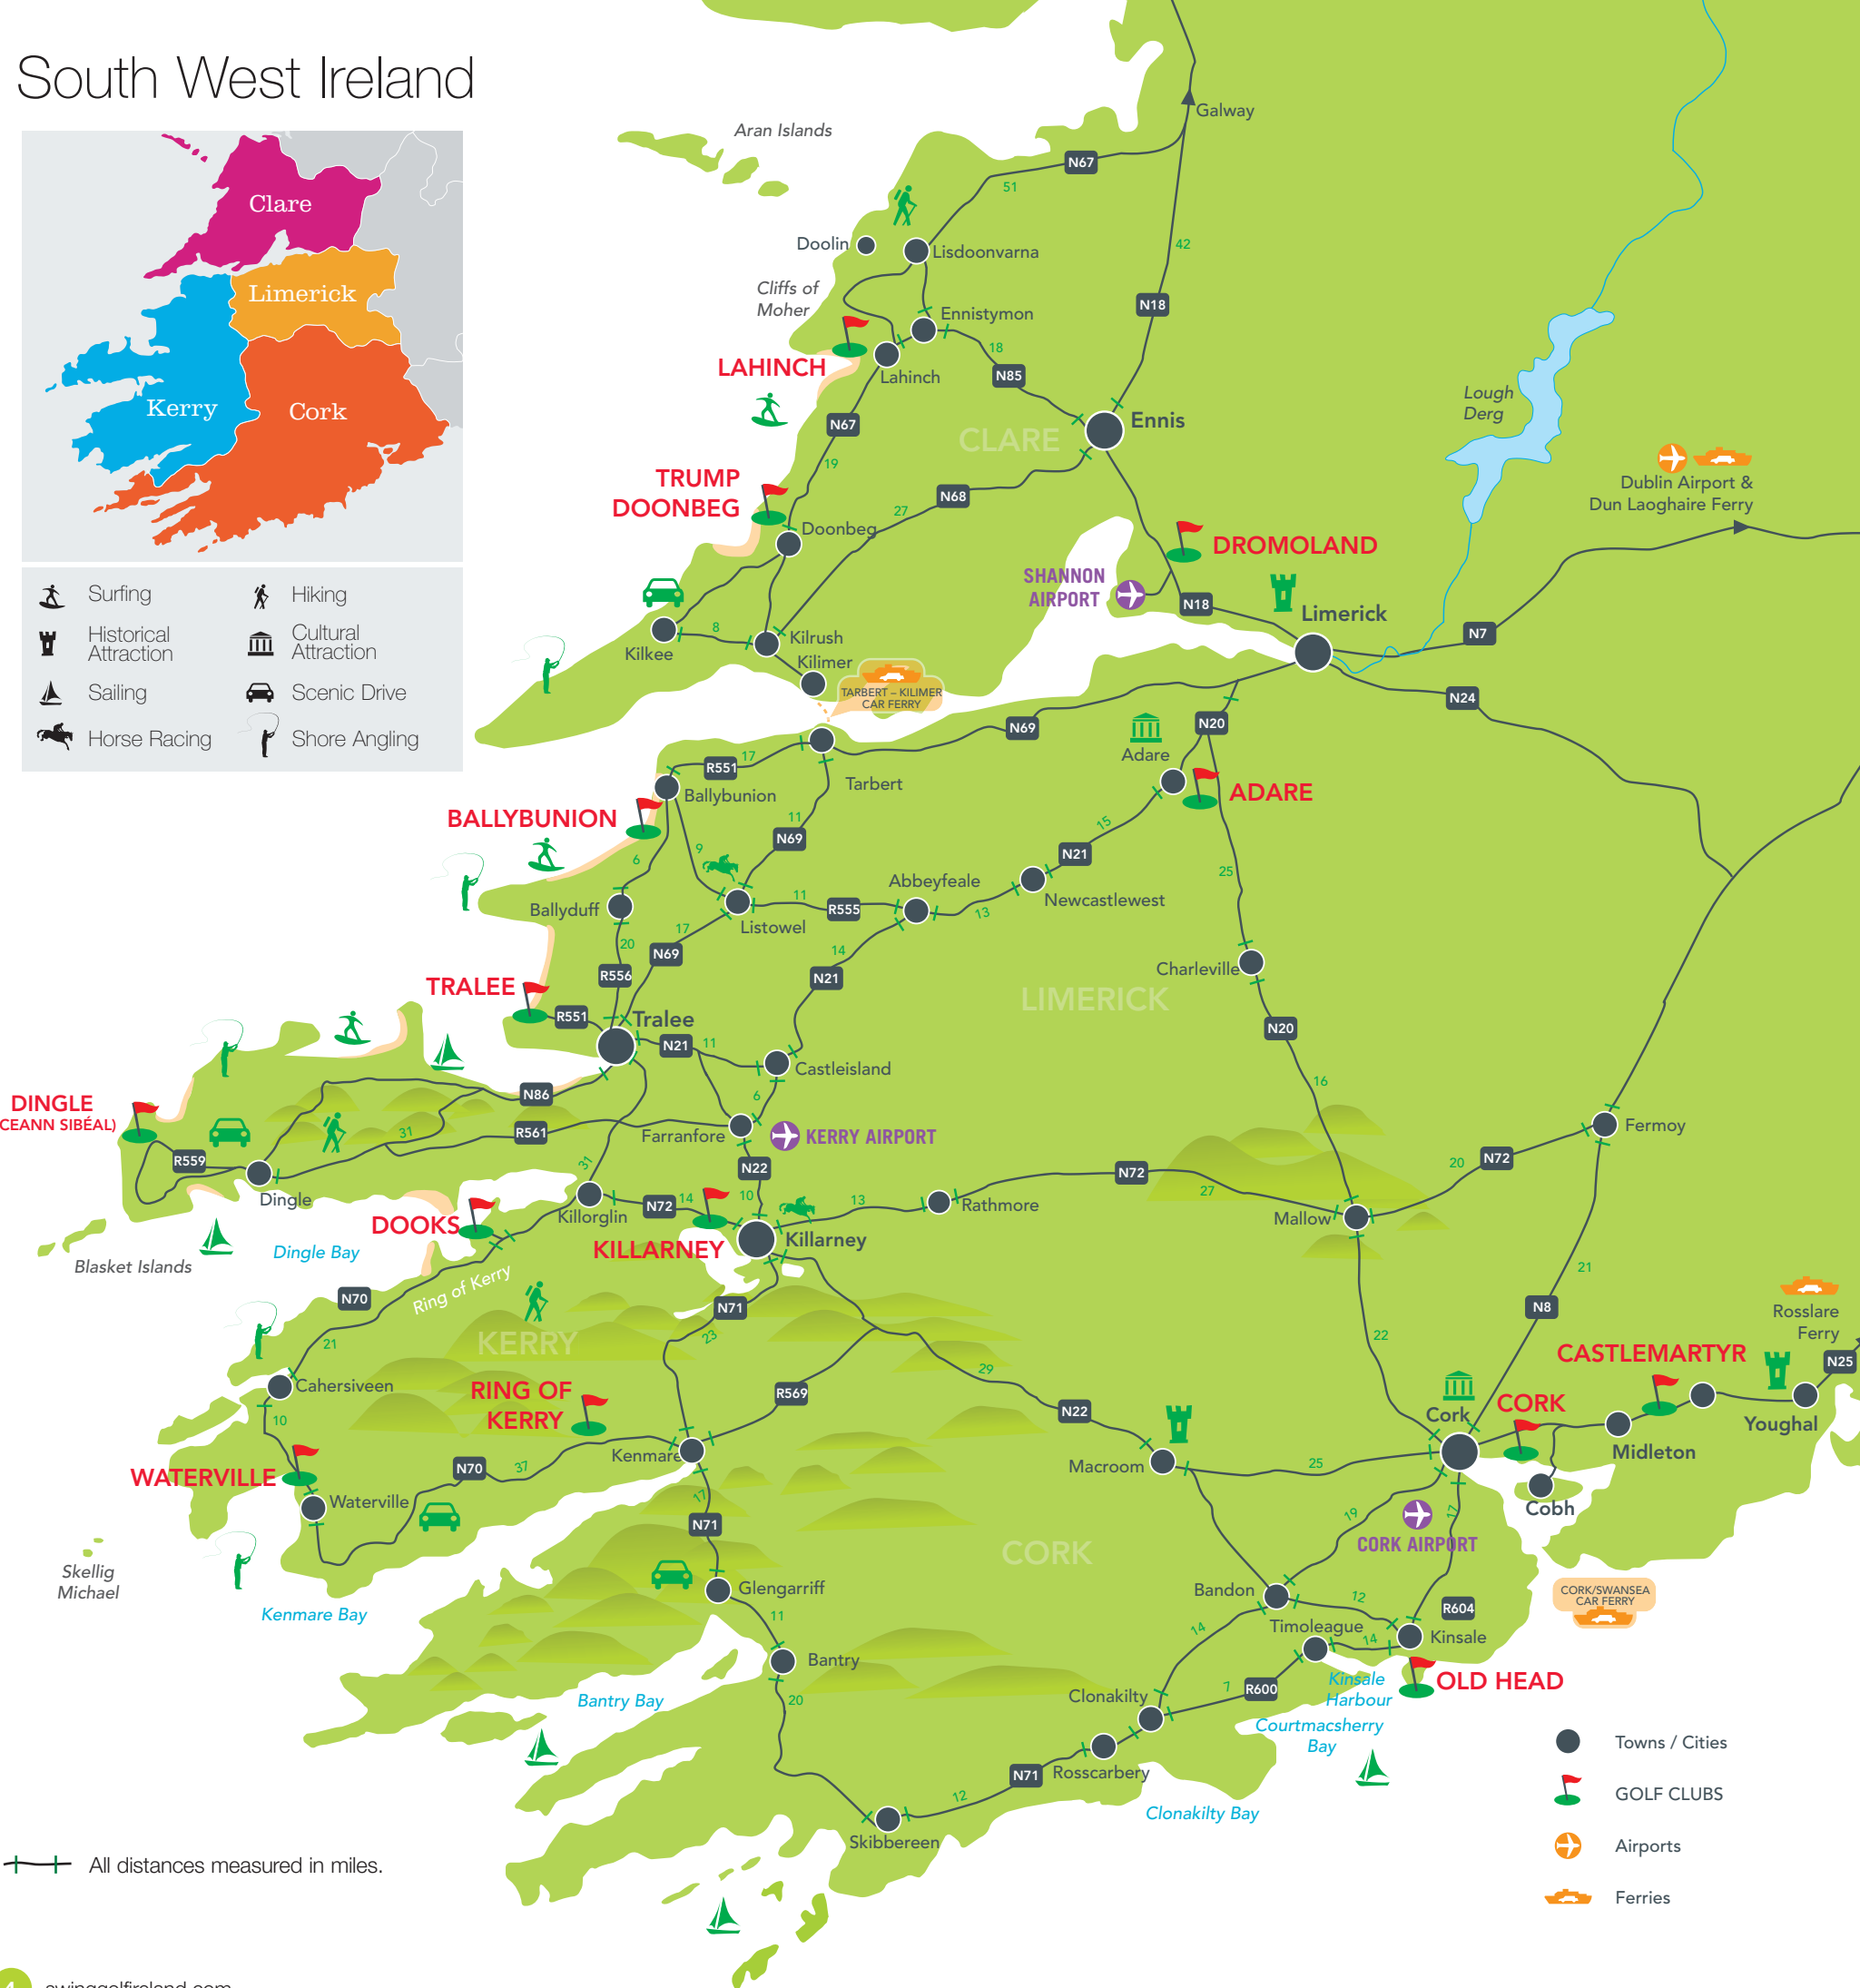 South West Ireland
Clare
Limerick
Kerry
Cork
Surfing
Hiking
Historical
Attraction
Cultural
Attraction
Sailing
Scenic Drive
Horse Racing
Shore Angling
Galway
Aran Islands
N67
51
42
Doolin
Lisdoonvarna
Cliffs of
Moher
Ennistymon
N18
18
LAHINCH
Lahinch
N85
Lough
Derg
N67
CLARE
Ennis
19
TRUMP
DOONBEG
N68
27
Doonbeg
Dublin Airport &
Dun Laoghaire Ferry
DROMOLAND
SHANNON
AIRPORT
N18
Limerick
N7
8
Kilkee
Kilrush
Kilimer
TARBERT – KILIMER
CAR FERRY
N24
N69
N20
17
R551
Adare
Tarbert
Ballybunion
BALLYBUNION
ADARE
11
N69
15
N21
6
9
25
Abbeyfeale
Newcastlewest
11
R555
13
Ballyduff
Listowel
17
20
N69
14
N21
R556
Charleville
TRALEE
R551
Tralee
LIMERICK
N20
N21
11
Castleisland
16
N86
6
DINGLE
(CEANN SIBÉAL)
31
R561
Farranfore
KERRY AIRPORT
Fermoy
R559
N22
N72
20
N72
31
Dingle
Killorglin
N72
14
10
13
Rathmore
27
Mallow
DOOKS
KILLARNEY
Killarney
Blasket Islands
Dingle Bay
Ring of Kerry
N70
21
N71
23
21
N8
Rosslare
Ferry
KERRY
22
N25
CASTLEMARTYR
29
Cahersiveen
RING OF
KERRY
R569
N22
10
Cork
CORK
Youghal
Kenmare
Midleton
N70
37
Macroom
25
WATERVILLE
Waterville
17
Cobh
N71
19
17
CORK AIRPORT
CORK
Skellig
Michael
Glengarriff
Bandon
12
R604
CORK/SWANSEA
CAR FERRY
Kenmare Bay
11
14
Timoleague
14
Kinsale
Bantry
Kinsale
Harbour
OLD HEAD
Bantry Bay
20
Clonakilty
7
R600
Courtmacsherry
Bay
N71
Rosscarbery
12
Clonakilty Bay
Skibbereen
Towns / Cities
GOLF CLUBS
Airports
Ferries
All distances measured in miles.
swinggolfireland.com